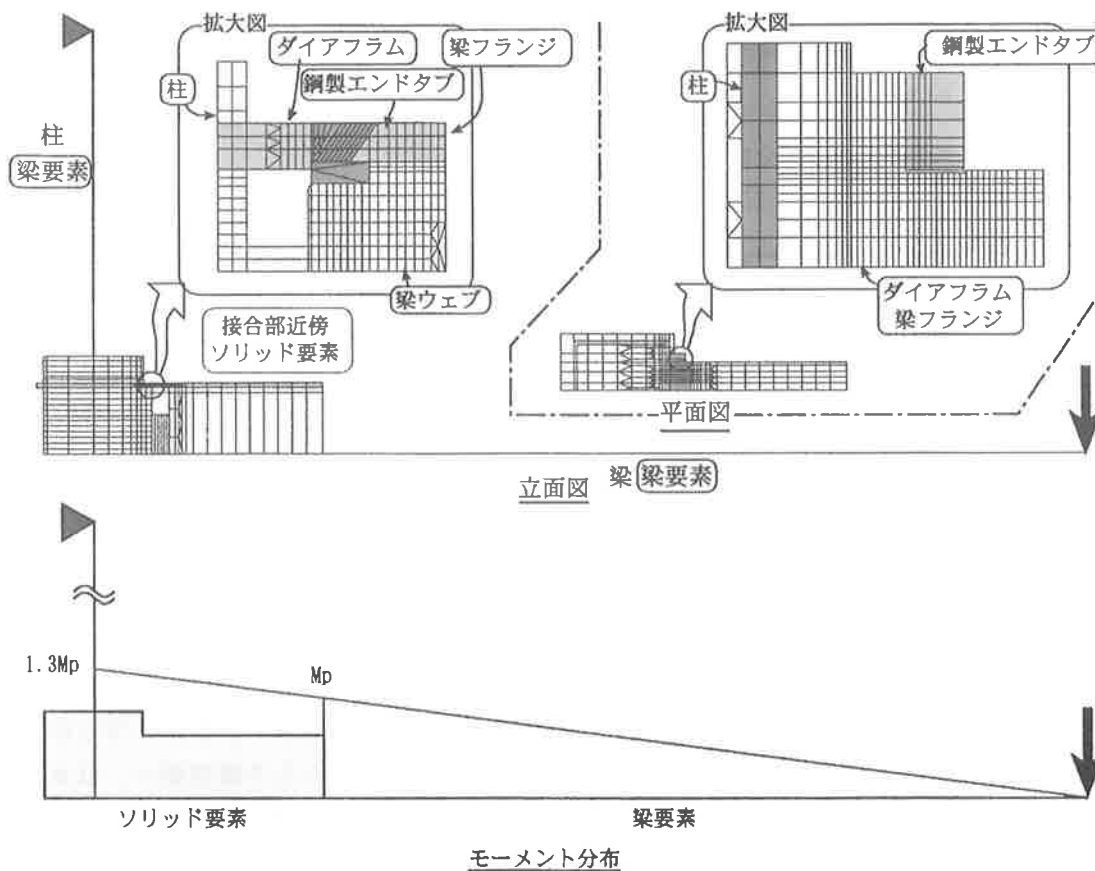 拡大図
ダイアフラム
梁フランジ
柱
鋼製エンドタブ
梁ウェブ
拡大図
鋼製エンドタブ
柱
ダイアフラム
梁フランジ
柱
梁要素
接合部近傍
ソリッド要素
平面図
立面図
梁 梁要素
1.3Mp
Mp
ソリッド要素
梁要素
モーメント分布